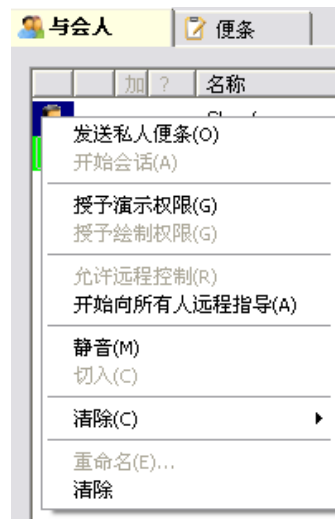 与会人 便条
加 ? 名称
发送私人便条(O)
开始会话(A)
授予演示权限(G)
授予绘制权限(G)
允许远程控制(R)
开始向所有人远程指导(A)
静音(M)
切入(C)
清除(C)
重命名(E)...
清除